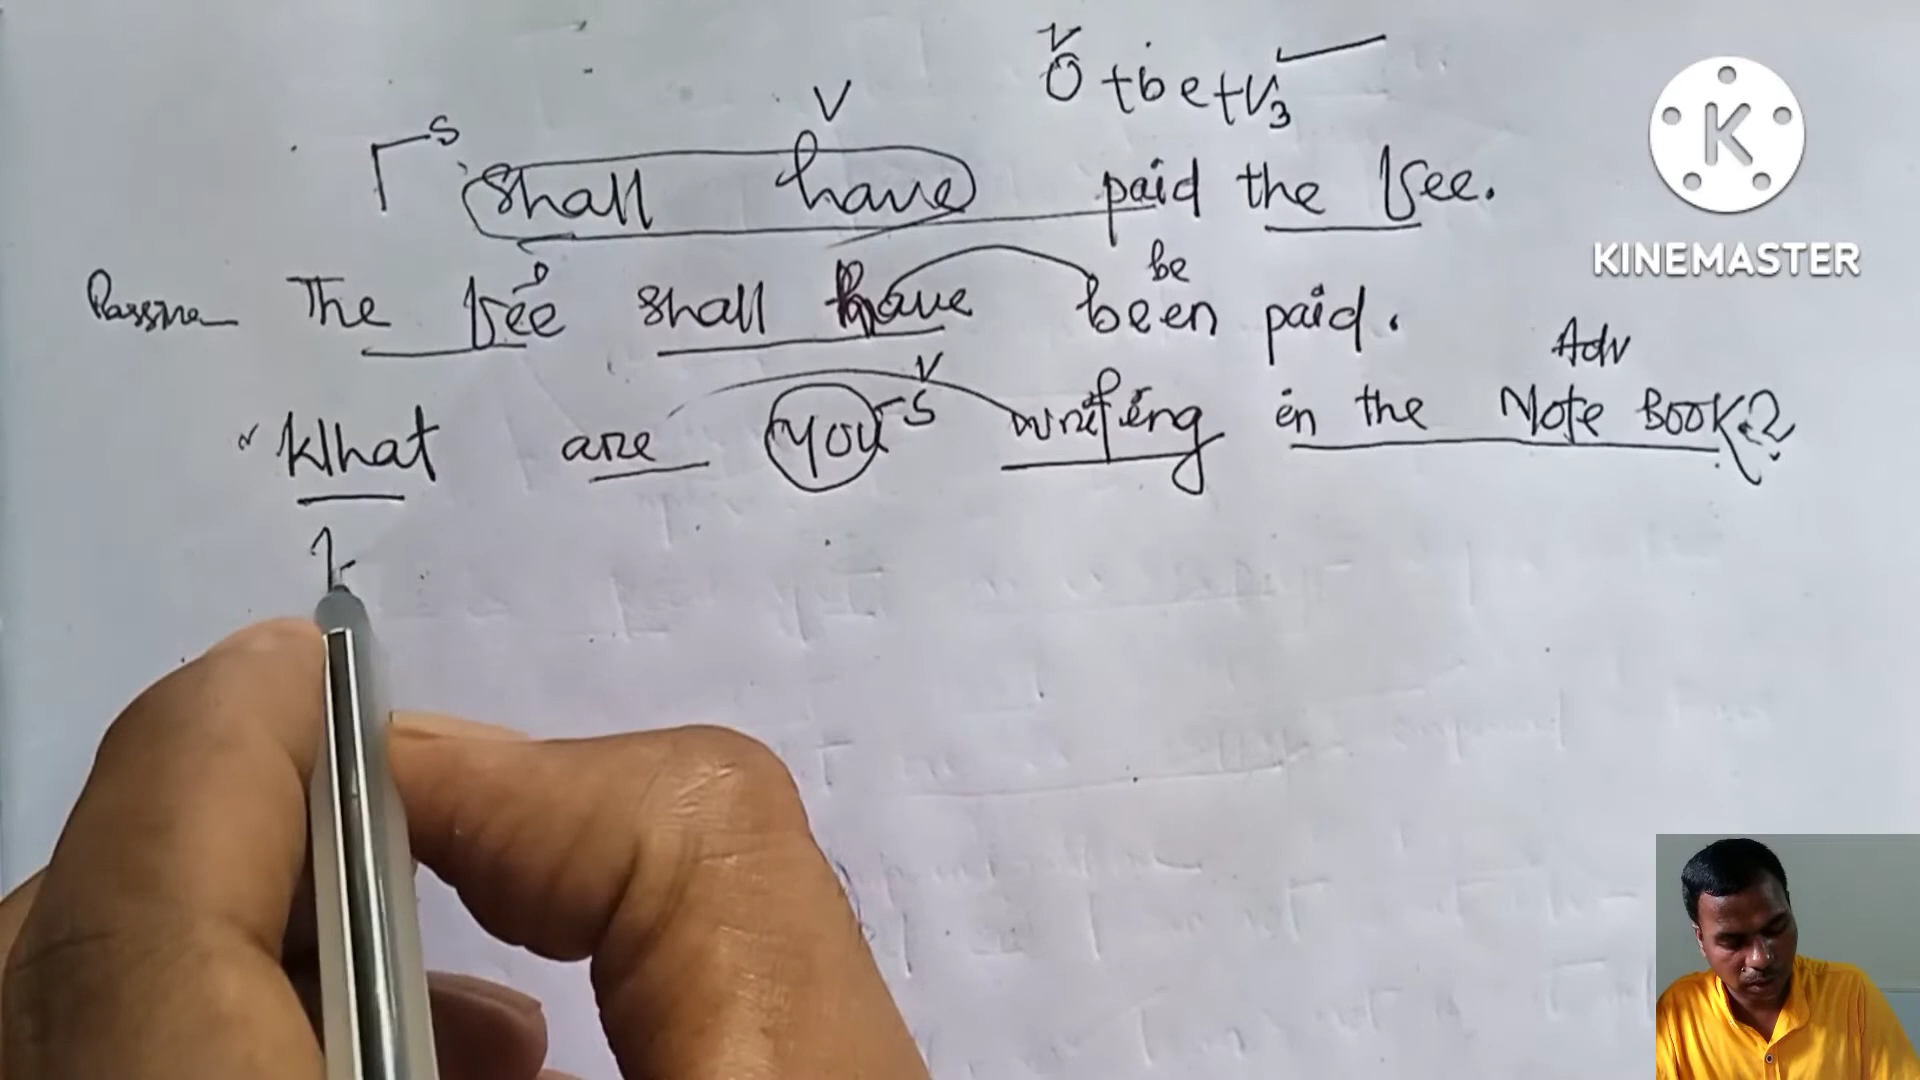 V
O + be + V3
V
I S shall have paid the fee.
be
Passive The fee shall have been paid.
O
Adv
V
What are you S writing in the Note Book?
KINEMASTER